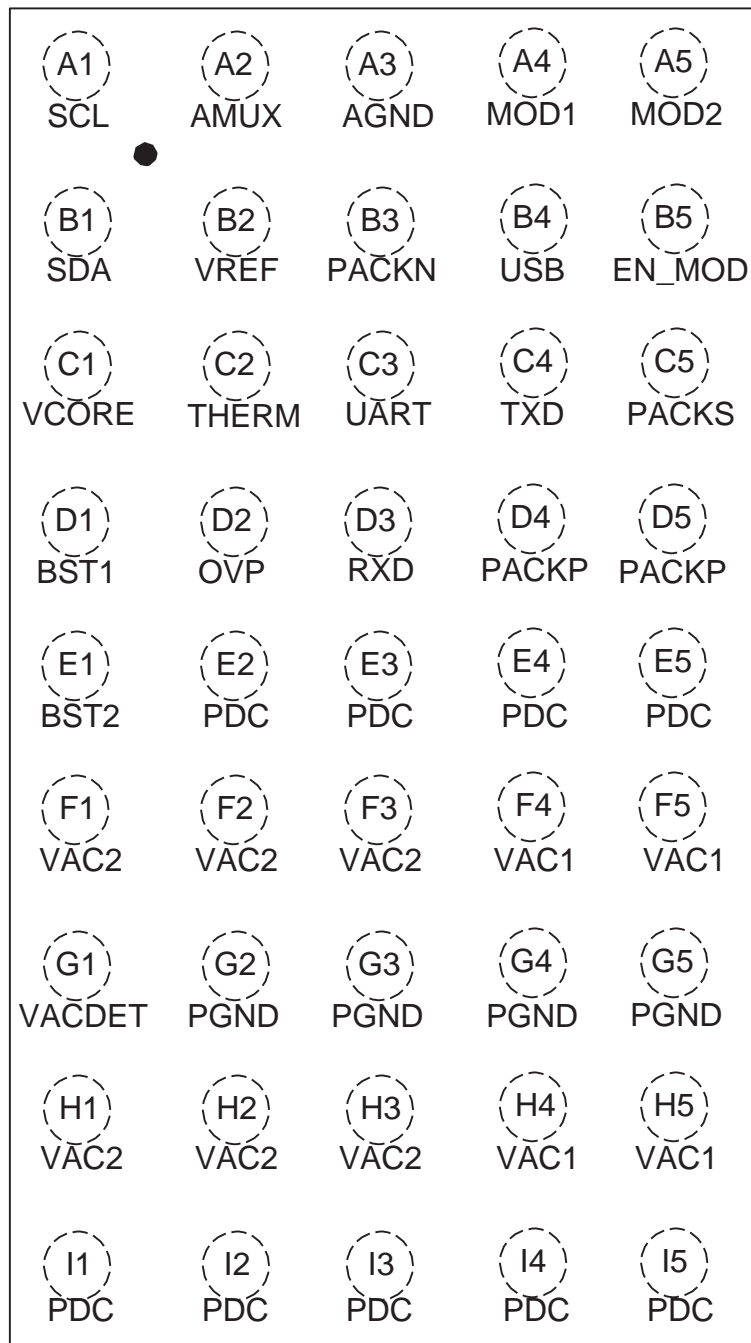 A1 A2 A3 A4 A5
SCL AMUX AGND MOD1 MOD2
B1 B2 B3 B4 B5
SDA VREF PACKN USB EN_MOD
C1 C2 C3 C4 C5
VCORE THERM UART TXD PACKS
D1 D2 D3 D4 D5
BST1 OVP RXD PACKP PACKP
E1 E2 E3 E4 E5
BST2 PDC PDC PDC PDC
F1 F2 F3 F4 F5
VAC2 VAC2 VAC2 VAC1 VAC1
G1 G2 G3 G4 G5
VACDET PGND PGND PGND PGND
H1 H2 H3 H4 H5
VAC2 VAC2 VAC2 VAC1 VAC1
I1 I2 I3 I4 I5
PDC PDC PDC PDC PDC